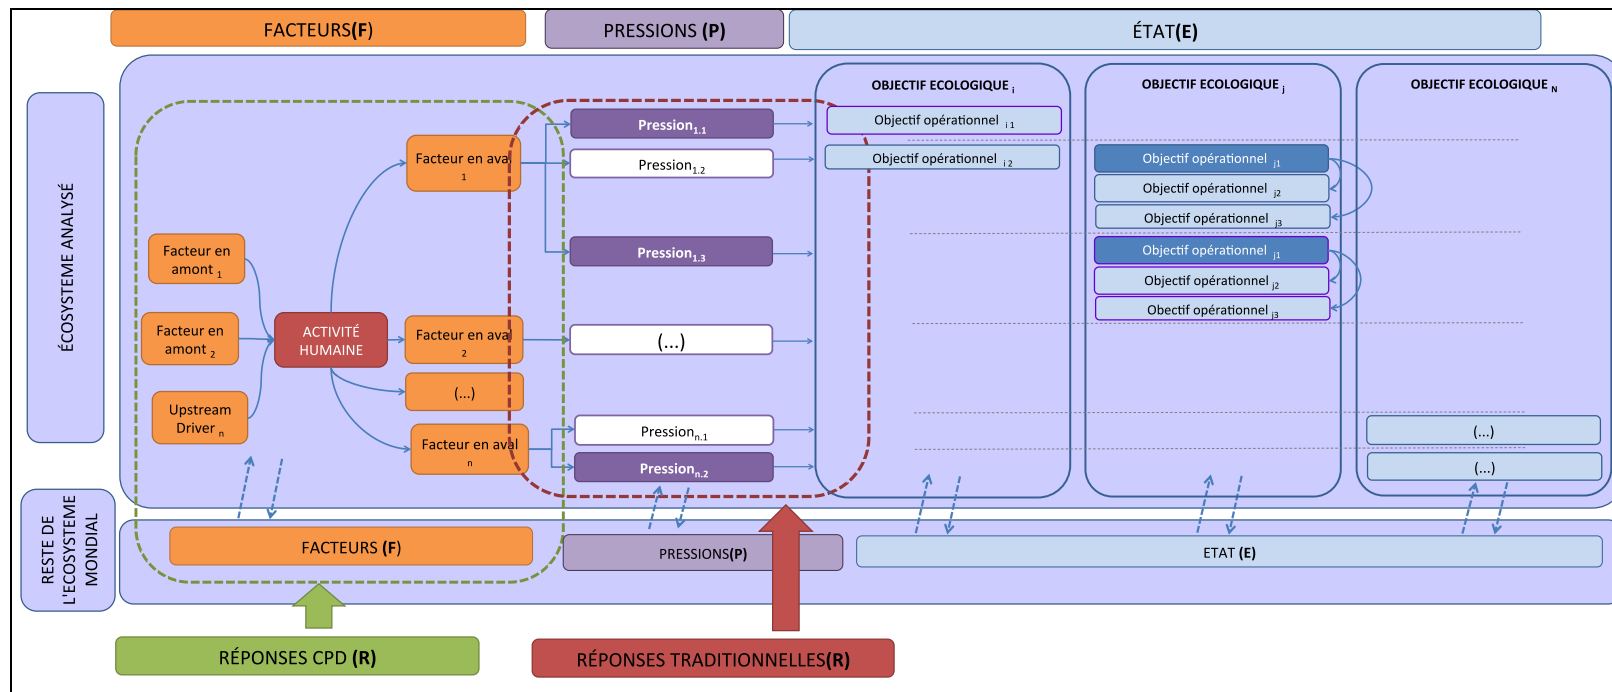 FACTEURS(F)
PRESSIONS (P)
ÉTAT(E)
ÉCOSYSTEME ANALYSÉ
OBJECTIF ECOLOGIQUE i
OBJECTIF ECOLOGIQUE j
OBJECTIF ECOLOGIQUE N
Facteur en
amont 1
Facteur en
amont 2
Upstream
Driver n
ACTIVITÉ
HUMAINE
Facteur en aval
1
Facteur en aval
2
(...)
Facteur en aval
n
Pression1.1
Pression1.2
Pression1.3
(...)
Pressionn.1
Pressionn.2
Objectif opérationnel i 1
Objectif opérationnel i 2
Objectif opérationnel j1
Objectif opérationnel j2
Objectif opérationnel j3
Objectif opérationnel j1
Objectif opérationnel j2
Obectif opérationnel j3
(...)
(...)
RESTE DE
L'ECOSYSTEME
MONDIAL
FACTEURS (F)
PRESSIONS(P)
ETAT (E)
RÉPONSES CPD (R)
RÉPONSES TRADITIONNELLES(R)